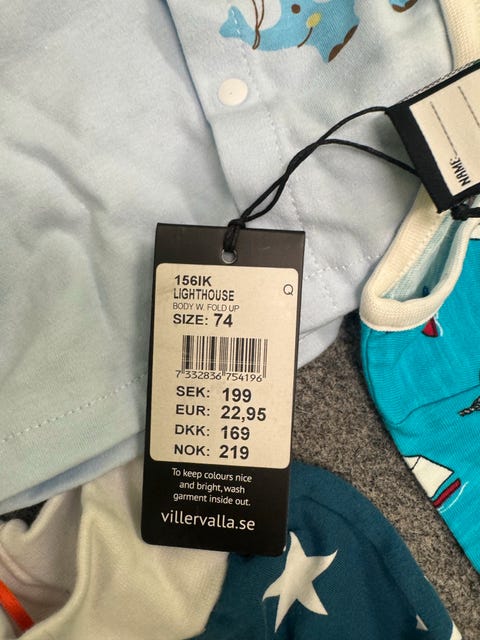 NAME:
156IK
LIGHTHOUSE
BODY W. FOLD UP
SIZE: 74
7 332836 754196
SEK: 199
EUR: 22,95
DKK: 169
NOK: 219
To keep colours nice
and bright, wash
garment inside out.
villervalla.se